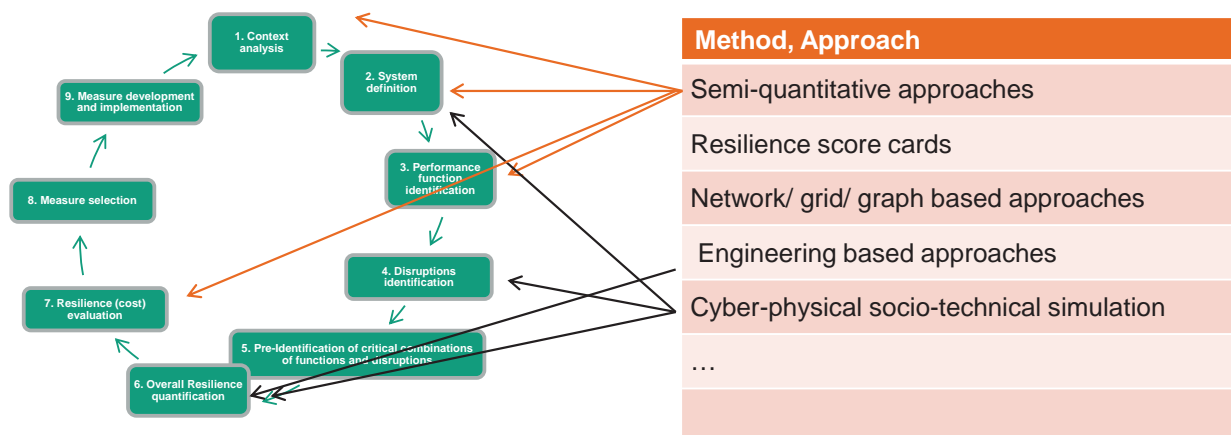 1. Context
analysis
2. System
definition
3. Performance
function
identification
4. Disruptions
identification
5. Pre-Identification of critical combinations
of functions and disruptions
6. Overall Resilience
quantification
7. Resilience (cost)
evaluation
8. Measure selection
9. Measure development
and implementation
Method, Approach
Semi-quantitative approaches
Resilience score cards
Network/ grid/ graph based approaches
Engineering based approaches
Cyber-physical socio-technical simulation
…